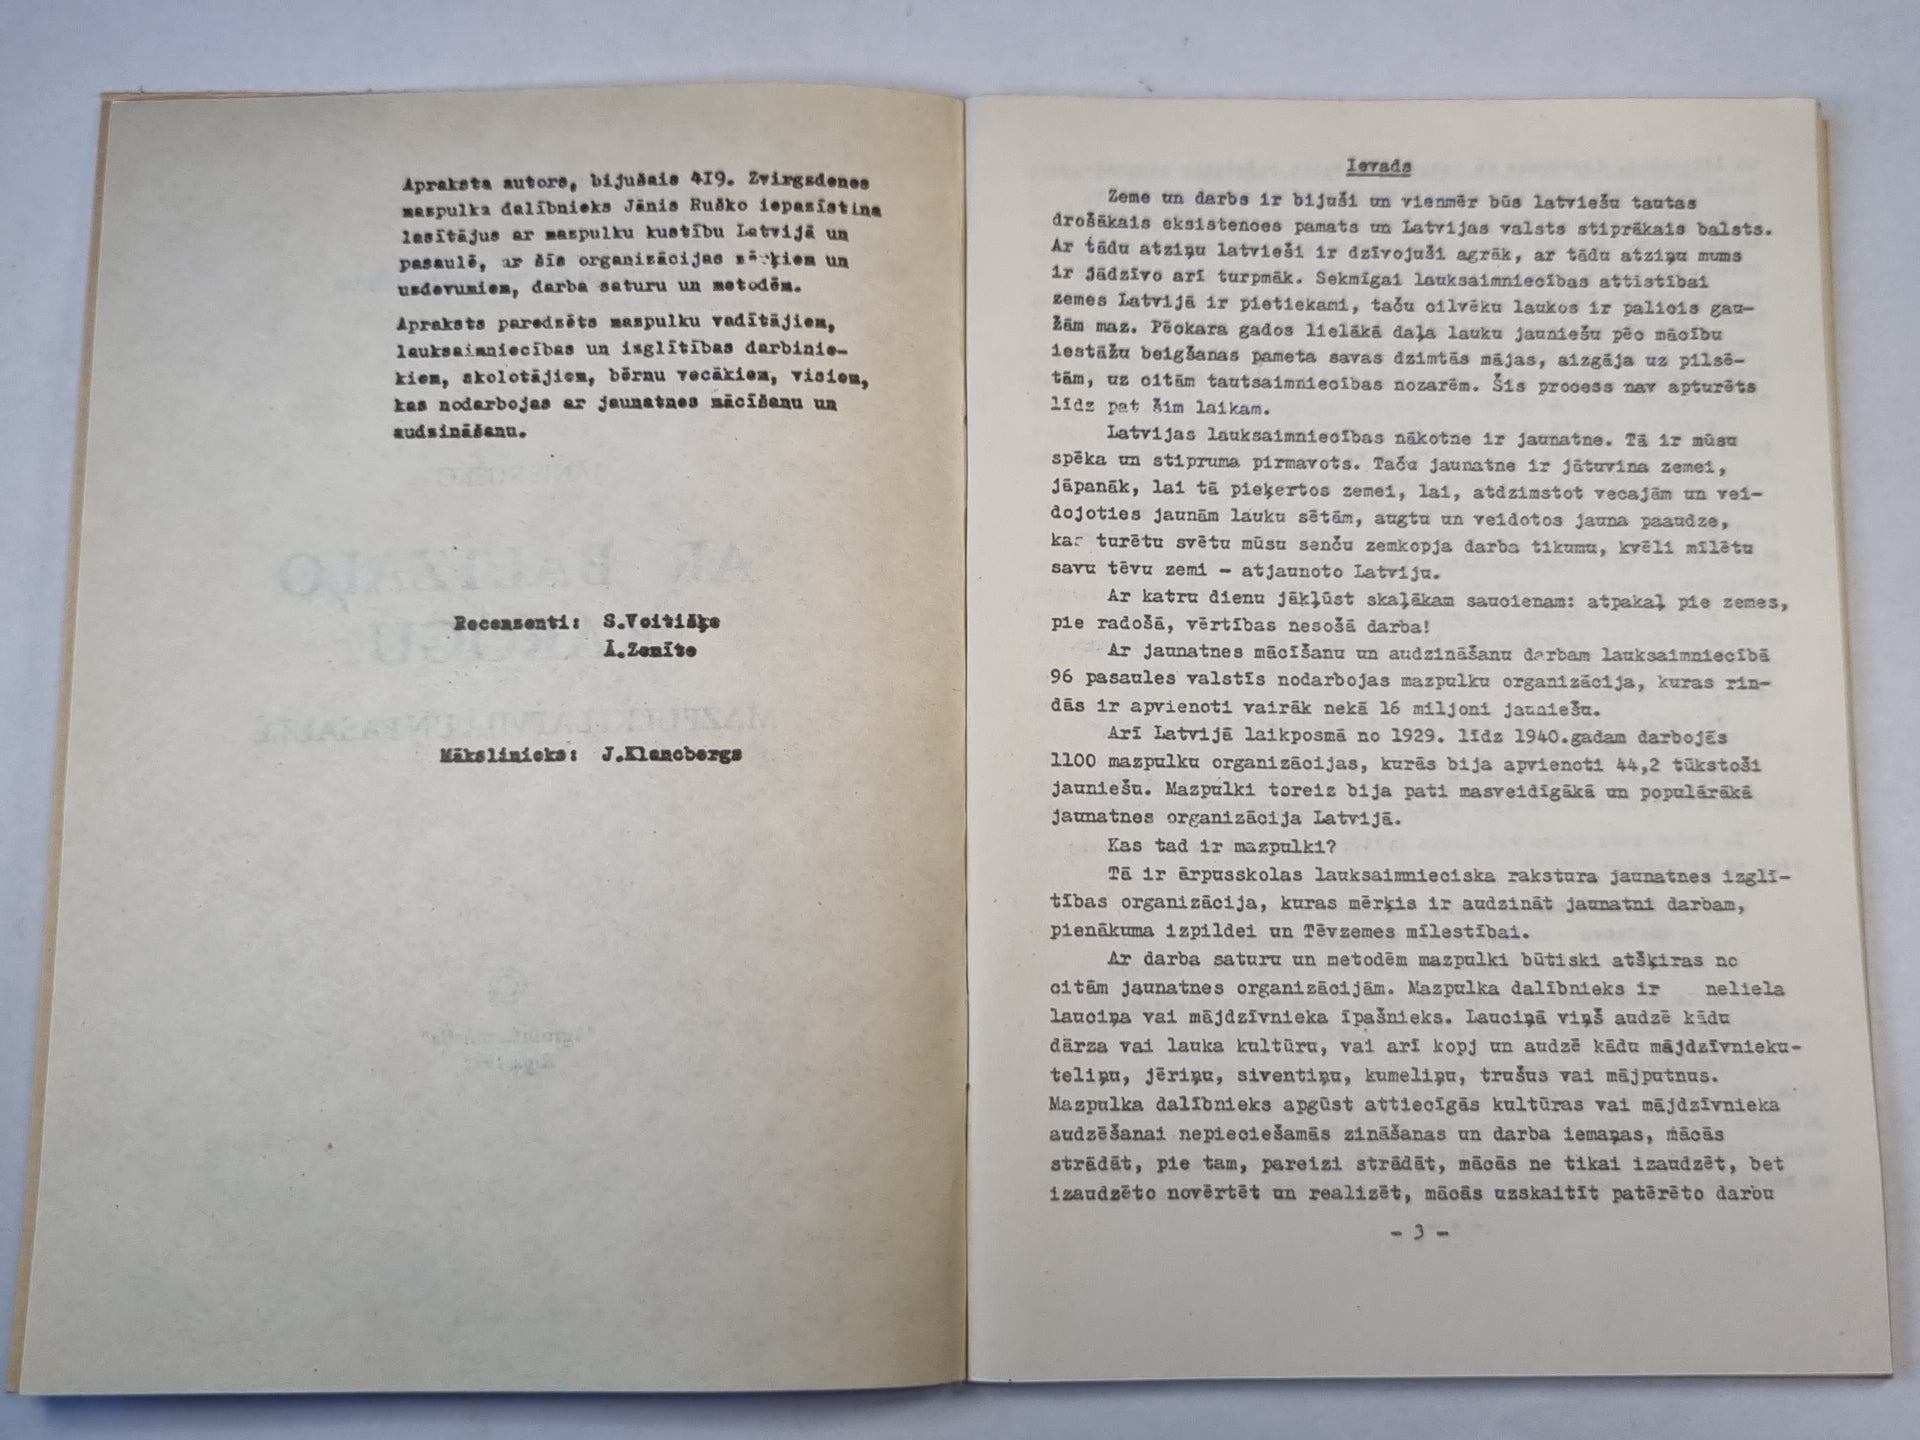 Apraksta autors, bijušais 419. Zvirgzdenes
mazpulka dalībnieks Jānis Ruško iepazīstina
lasītājus ar mazpulku kustību Latvijā un
pasaulē, ar šīs organizācijas mērķiem un
uzdevumiem, darba saturu un metodēm.
Apraksts paredzēts mazpulku vadītājiem,
lauksaimniecības un izglītības darbinie-
kiem, skolotājiem, bērnu vecākiem, visiem,
kas nodarbojas ar jaunatnes mācīšanu un
audzināšanu.
Recenzenti: S.Voitišķe
Ā.Zenīte
Mākslinieks: J.Klancbergs
Ievads
Zeme un darbs ir bijuši un vienmēr būs latviešu tautas
drošākais eksistences pamats un Latvijas valsts stiprākais balsts.
Ar tādu atziņu latvieši ir dzīvojuši agrāk, ar tādu atziņu mums
ir jādzīvo arī turpmāk. Sekmīgai lauksaimniecības attīstībai
zemes Latvijā ir pietiekami, taču cilvēku laukos ir palicis gau-
žām maz. Pēckara gados lielākā daļa lauku jauniešu pēc mācību
iestāžu beigšanas pameta savas dzimtās mājas, aizgāja uz pilsē-
tām, uz citām tautsaimniecības nozarēm. Šis process nav apturēts
līdz pat šim laikam.
Latvijas lauksaimniecības nākotne ir jaunatne. Tā ir mūsu
spēka un stipruma pirmavots. Taču jaunatne ir jātuvina zemei,
jāpanāk, lai tā pieķertos zemei, lai, atdzimstot vecajām un vei-
dojoties jaunām lauku sētām, augtu un veidotos jauna paaudze,
kas turētu svētu mūsu senču zemkopja darba tikumu, kvēli mīlētu
savu tēvu zemi - atjaunoto Latviju.
Ar katru dienu jākļūst skaļākam saucienam: atpakaļ pie zemes,
pie radošā, vērtības nesošā darba!
Ar jaunatnes mācīšanu un audzināšanu darbam lauksaimniecībā
96 pasaules valstīs nodarbojas mazpulku organizācija, kuras rin-
dās ir apvienoti vairāk nekā 16 miljoni jauniešu.
Arī Latvijā laikposmā no 1929. līdz 1940.gadam darbojās
1100 mazpulku organizācijas, kurās bija apvienoti 44,2 tūkstoši
jauniešu. Mazpulki toreiz bija pati masveidīgākā un populārākā
jaunatnes organizācija Latvijā.
Kas tad ir mazpulki?
Tā ir ārpusskolas lauksaimnieciska rakstura jaunatnes izglī-
tības organizācija, kuras mērķis ir audzināt jaunatni darbam,
pienākuma izpildei un Tēvzemes mīlestībai.
Ar darba saturu un metodēm mazpulki būtiski atšķiras no
citām jaunatnes organizācijām. Mazpulka dalībnieks ir neliela
lauciņa vai mājdzīvnieka īpašnieks. Lauciņā viņš audzē kādu
dārza vai lauka kultūru, vai arī kopj un audzē kādu mājdzīvnieku-
teliņu, jēriņu, siventiņu, kumeliņu, trušus vai mājputnus.
Mazpulka dalībnieks apgūst attiecīgās kultūras vai mājdzīvnieka
audzēšanai nepieciešamās zināšanas un darba iemaņas, mācās
strādāt, pie tam, pareizi strādāt, mācās ne tikai izaudzēt, bet
izaudzēto novērtēt un realizēt, mācās uzskaitīt patērēto darbu
- 3 -